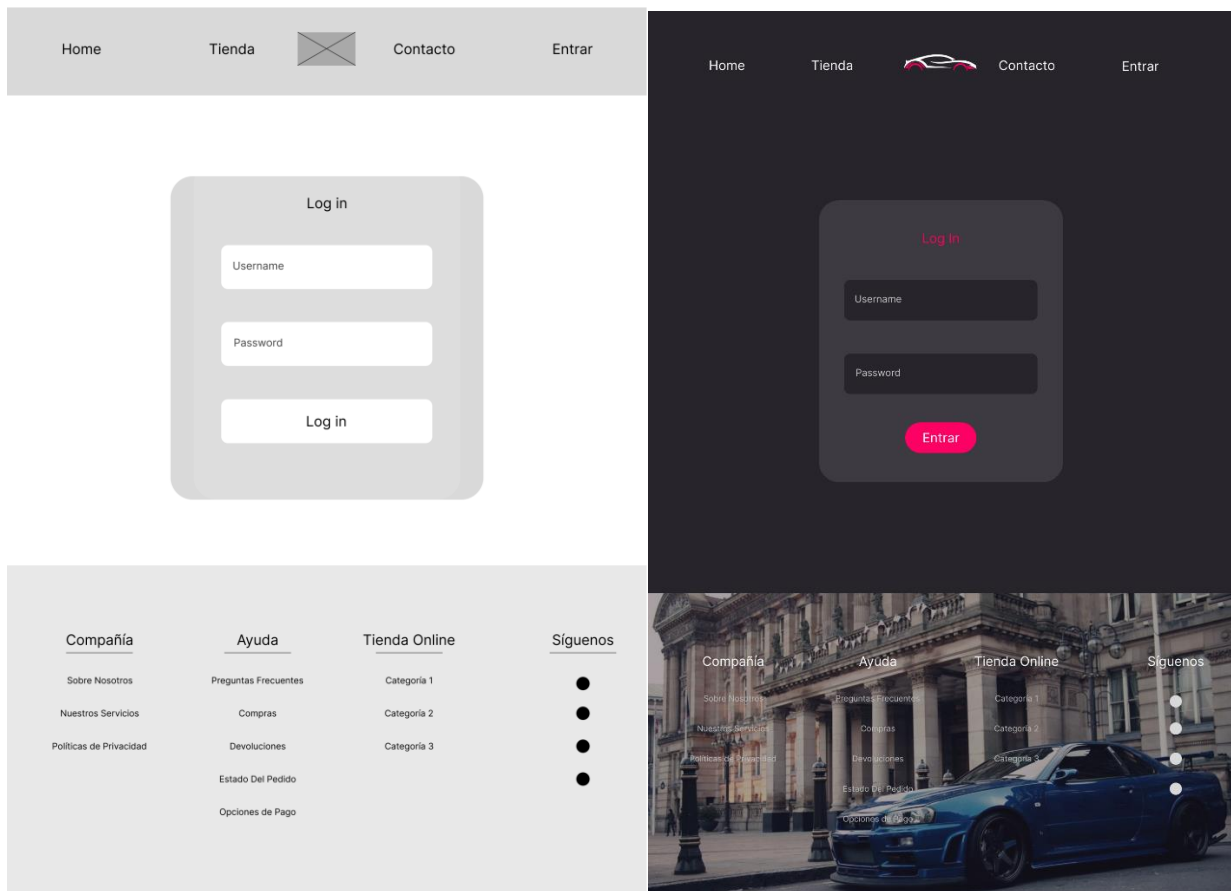 Home Tienda Contacto Entrar
Log in
Username
Password
Log in
Compañía Ayuda Tienda Online Síguenos
Sobre Nosotros Preguntas Frecuentes Categoría 1
Nuestros Servicios Compras Categoría 2
Políticas de Privacidad Devoluciones Categoría 3
Estado Del Pedido
Opciones de Pago
Home Tienda Contacto Entrar
Log In
Username
Password
Entrar
Compañía Ayuda Tienda Online Síguenos
Sobre Nosotros Preguntas Frecuentes Categoría 1
Nuestros Servicios Compras Categoría 2
Políticas de Privacidad Devoluciones Categoría 3
Estado Del Pedido
Opciones de Pago